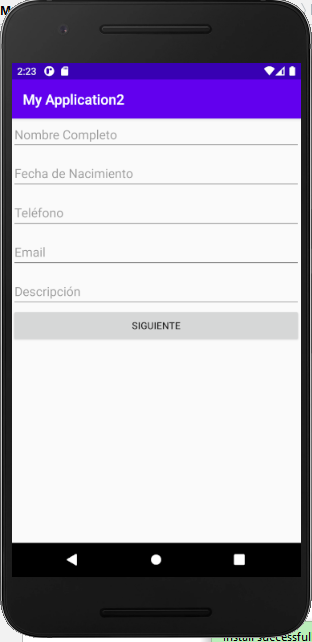 2:23
My Application2
Nombre Completo
Fecha de Nacimiento
Teléfono
Email
Descripción
SIGUIENTE
Install successful